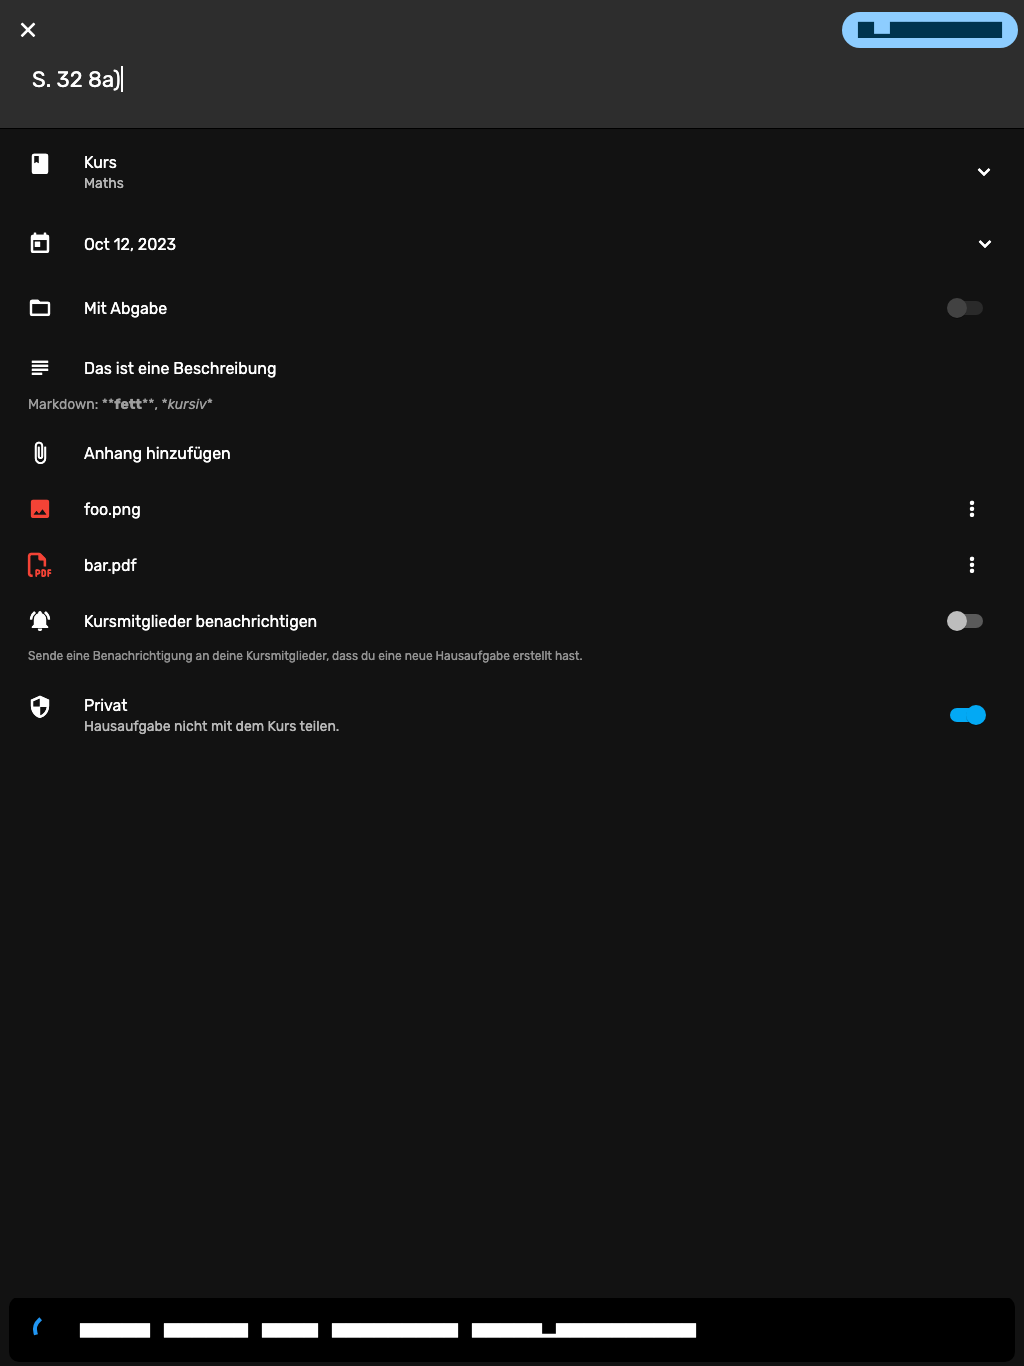 S. 32 8a)
Kurs
Maths
Oct 12, 2023
Mit Abgabe
Das ist eine Beschreibung
Markdown: **fett**, *kursiv*
Anhang hinzufügen
foo.png
PDF
bar.pdf
Kursmitglieder benachrichtigen
Sende eine Benachrichtigung an deine Kursmitglieder, dass du eine neue Hausaufgabe erstellt hast.
Privat
Hausaufgabe nicht mit dem Kurs teilen.